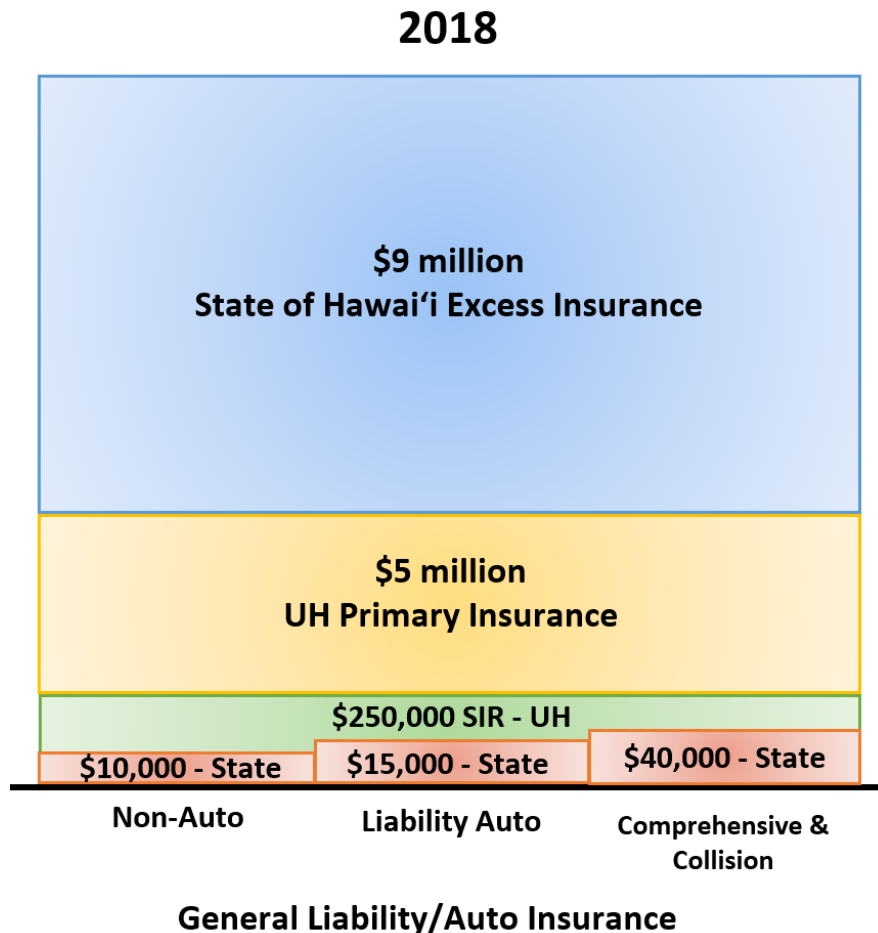 2018
$9 million
State of Hawai‘i Excess Insurance
$5 million
UH Primary Insurance
$250,000 SIR - UH
$10,000 - State
$15,000 - State
$40,000 - State
Non-Auto
Liability Auto
Comprehensive &
Collision
General Liability/Auto Insurance